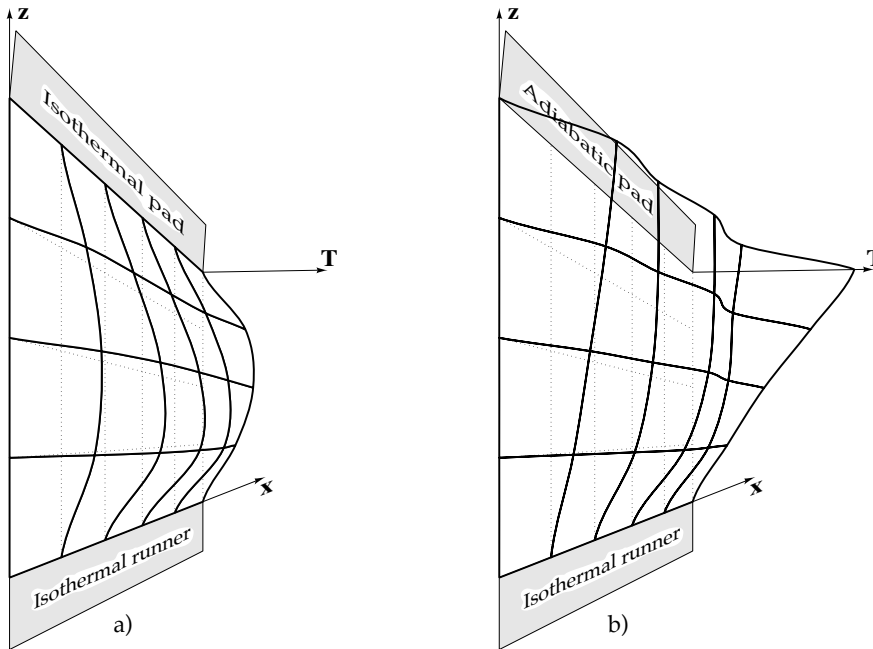 z
Isothermal pad
T
x
Isothermal runner
a)
z
Adiabatic pad
T
x
Isothermal runner
b)